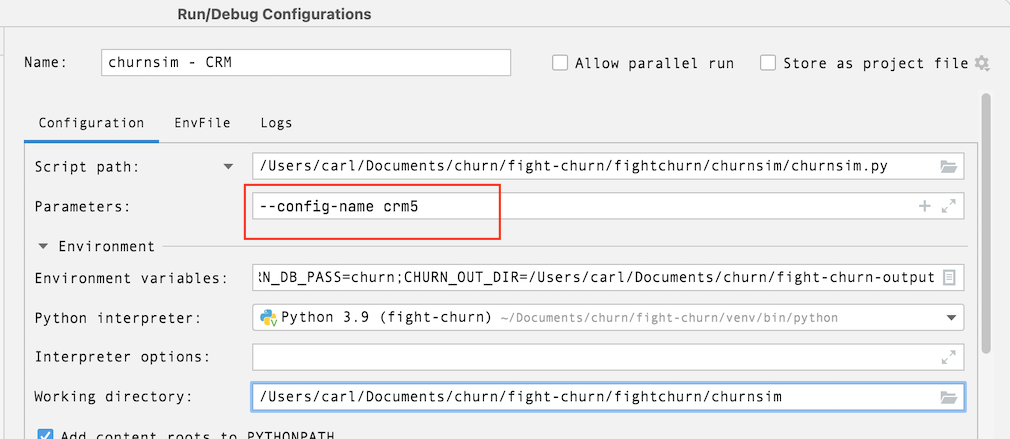 Run/Debug Configurations
Name: churnsim - CRM Allow parallel run Store as project file
Configuration EnvFile Logs
Script path: /Users/carl/Documents/churn/fight-churn/fightchurn/churnsim/churnsim.py
Parameters: --config-name crm5
Environment
Environment variables: RN_DB_PASS=churn;CHURN_OUT_DIR=/Users/carl/Documents/churn/fight-churn-output
Python interpreter: Python 3.9 (fight-churn) ~/Documents/churn/fight-churn/venv/bin/python
Interpreter options:
Working directory: /Users/carl/Documents/churn/fight-churn/fightchurn/churnsim
Add content roots to PYTHONPATH